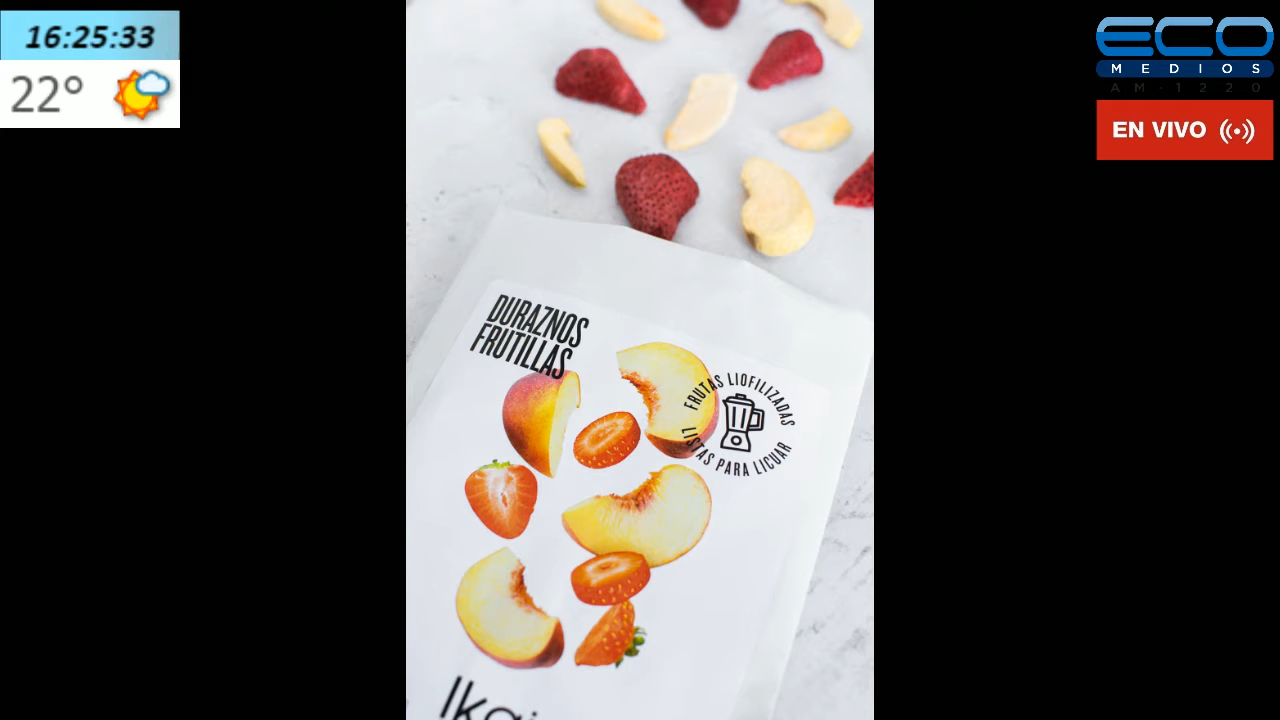 16:25:33
22°
ECO
MEDIOS
AM·1220
EN VIVO
DURAZNOS
FRUTILLAS
FRUTAS LIOFILIZADAS
LISTAS PARA LICUAR